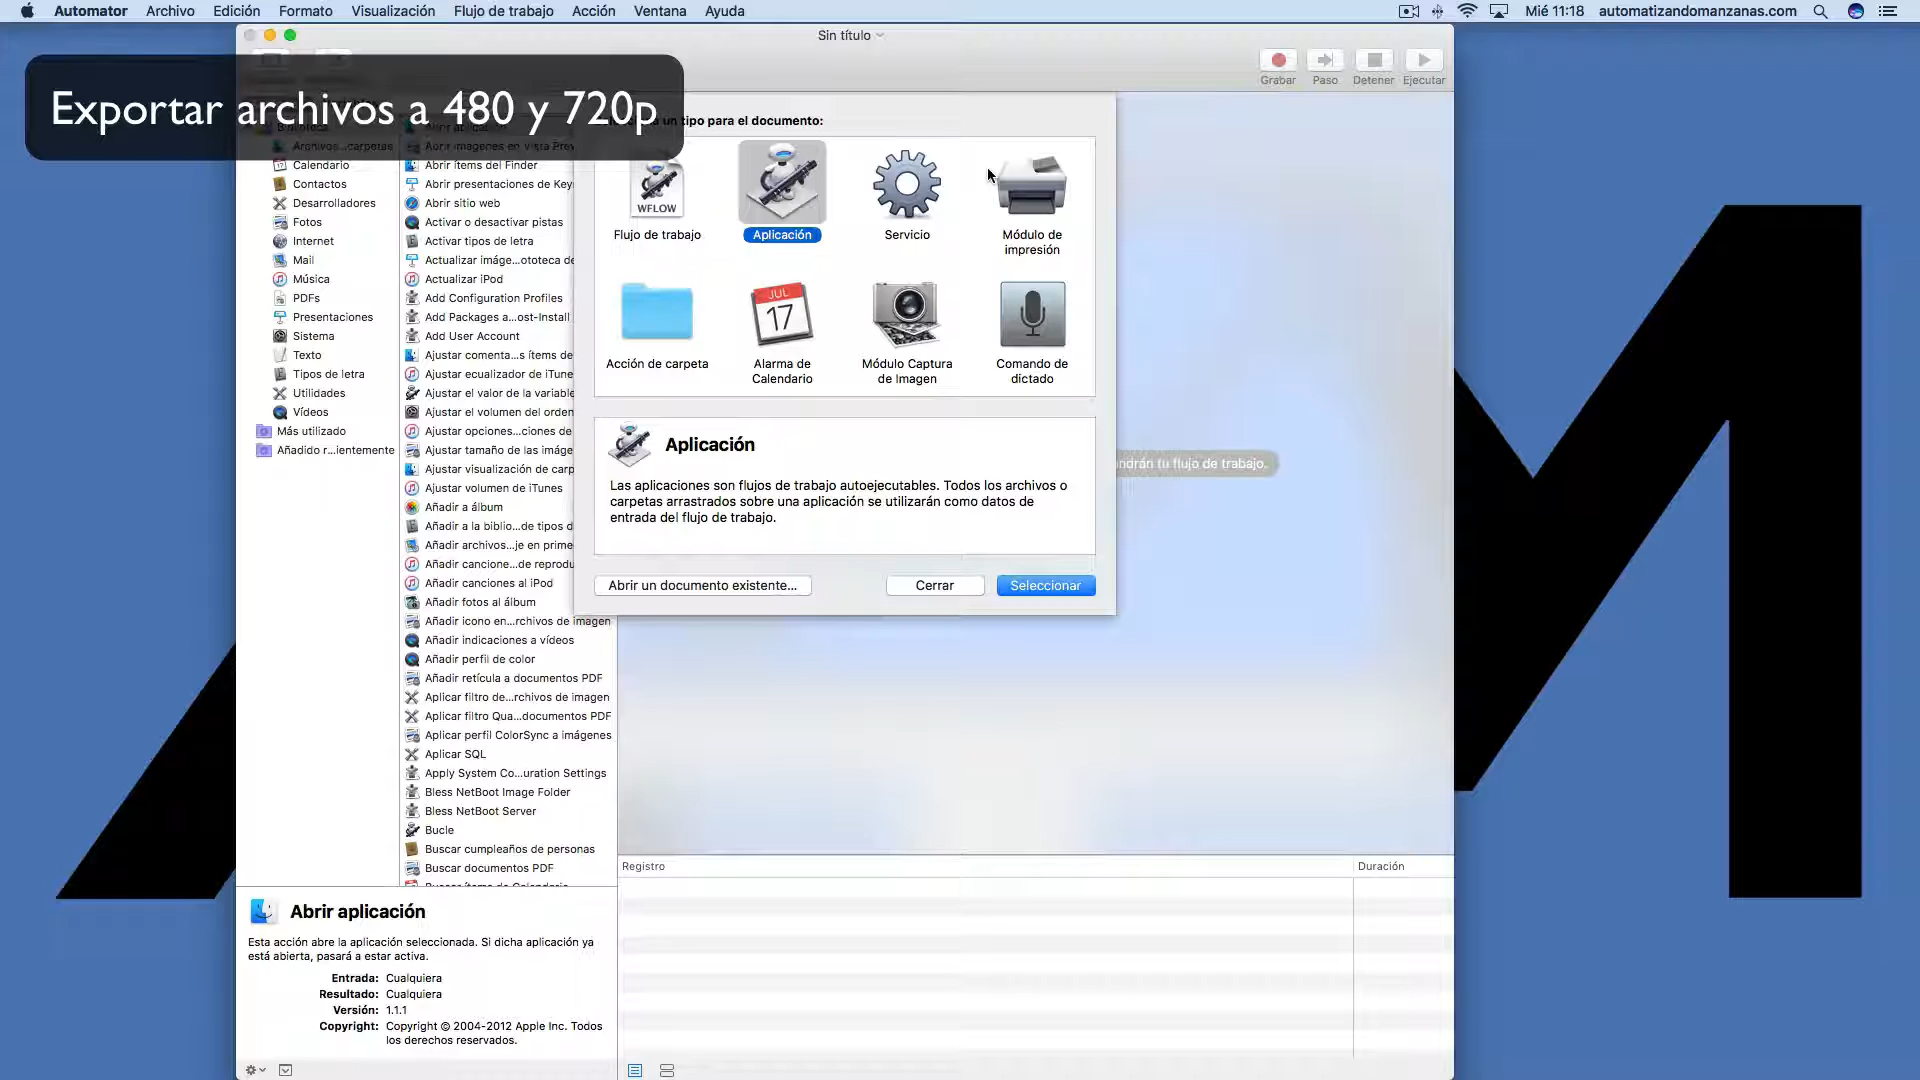 Automator Archivo Edición Formato Visualización Flujo de trabajo Acción Ventana Ayuda
Mié 11:18 automatizandomanzanas.com
Sin título
Grabar Paso Detener Ejecutar
Exportar archivos a 480 y 720p
un tipo para el documento:
Archivos...carpetas
Calendario
Contactos
Desarrolladores
Fotos
Internet
Mail
Música
PDFs
Presentaciones
Sistema
Texto
Tipos de letra
Utilidades
Vídeos
Más utilizado
Añadido r...ientemente
Abrir imágenes en Vista Prev
Abrir ítems del Finder
Abrir presentaciones de Key
Abrir sitio web
Activar o desactivar pistas
Activar tipos de letra
Actualizar imáge...ototeca de
Actualizar iPod
Add Configuration Profiles
Add Packages a...ost-Install
Add User Account
Ajustar comenta...s ítems de
Ajustar ecualizador de iTune
Ajustar el valor de la variable
Ajustar el volumen del orden
Ajustar opciones...ciones de
Ajustar tamaño de las imáge
Ajustar visualización de carp
Ajustar volumen de iTunes
Añadir a álbum
Añadir a la biblio...de tipos d
Añadir archivos...je en prime
Añadir cancione...de reprodu
Añadir canciones al iPod
Añadir fotos al álbum
Añadir icono en...rchivos de imagen
Añadir indicaciones a vídeos
Añadir perfil de color
Añadir retícula a documentos PDF
Aplicar filtro de...rchivos de imagen
Aplicar filtro Qua...documentos PDF
Aplicar perfil ColorSync a imágenes
Aplicar SQL
Apply System Co...uration Settings
Bless NetBoot Image Folder
Bless NetBoot Server
Bucle
Buscar cumpleaños de personas
Buscar documentos PDF
WFLOW
Flujo de trabajo
Aplicación
Servicio
Módulo de
impresión
Acción de carpeta
JUL
17
Alarma de
Calendario
Módulo Captura
de Imagen
Comando de
dictado
Aplicación
Las aplicaciones son flujos de trabajo autoejecutables. Todos los archivos o
carpetas arrastrados sobre una aplicación se utilizarán como datos de
entrada del flujo de trabajo.
Abrir un documento existente... Cerrar Seleccionar
ndrán tu flujo de trabajo.
Registro Duración
Abrir aplicación
Esta acción abre la aplicación seleccionada. Si dicha aplicación ya
está abierta, pasará a estar activa.
Entrada: Cualquiera
Resultado: Cualquiera
Versión: 1.1.1
Copyright: Copyright © 2004-2012 Apple Inc. Todos
los derechos reservados.